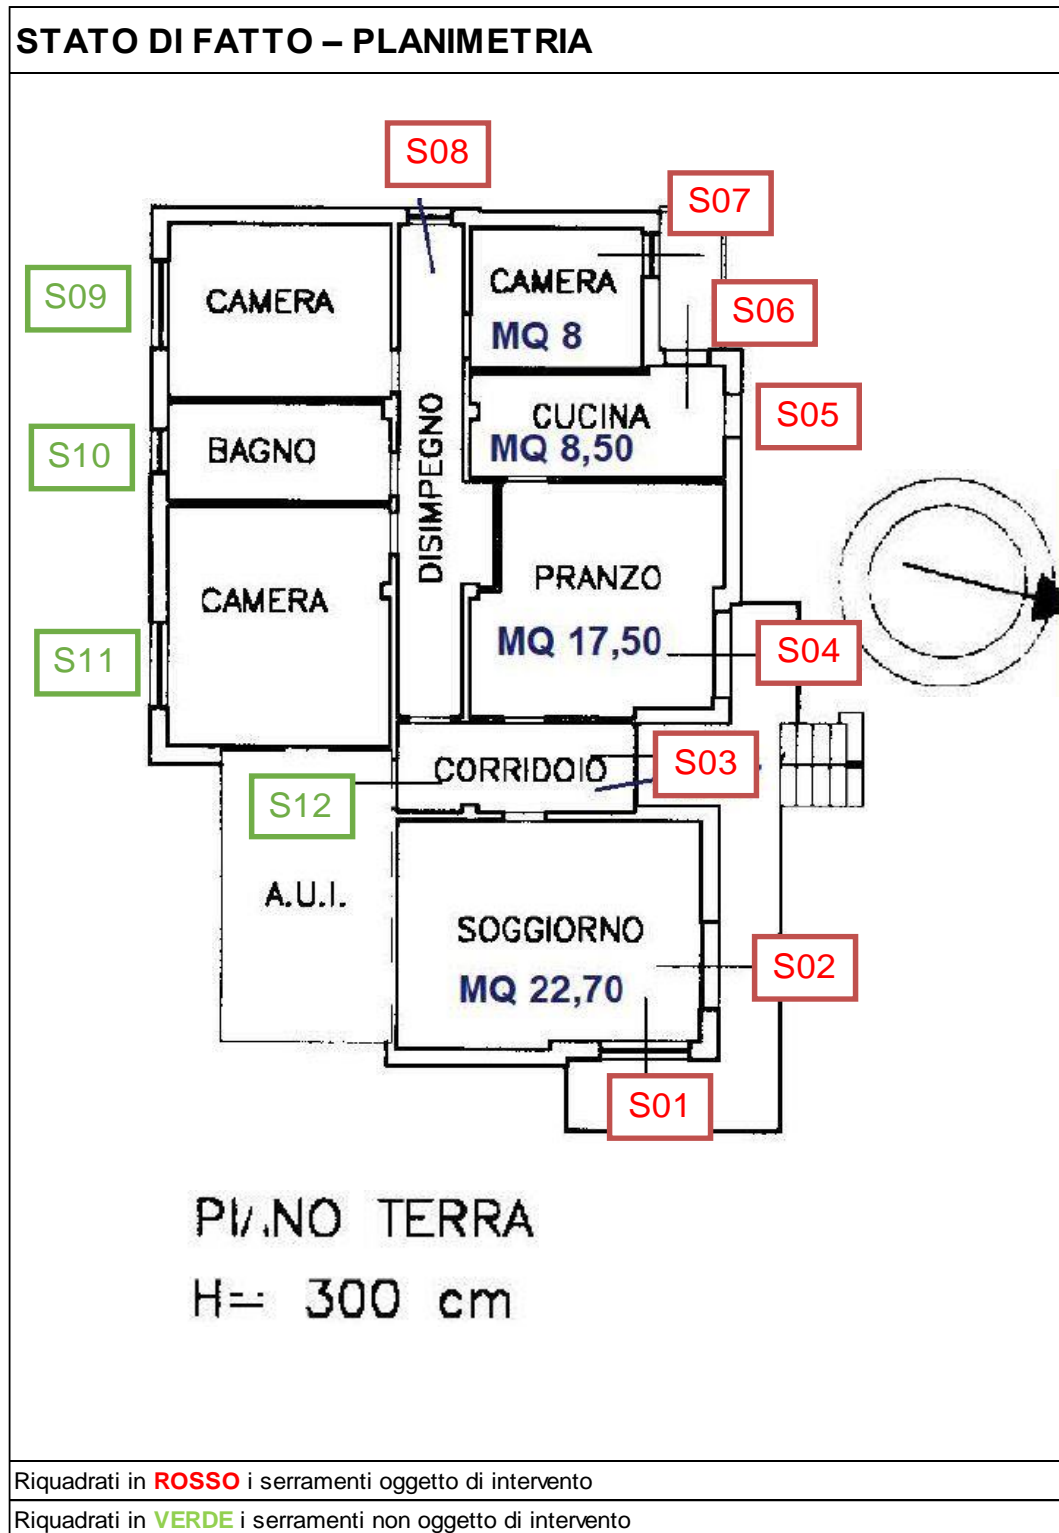 STATO DI FATTO – PLANIMETRIA
S08
S07
S09
CAMERA
CAMERA
S06
MQ 8
S05
CUCINA
S10
BAGNO
MQ 8,50
DISIMPEGNO
PRANZO
CAMERA
MQ 17,50
S04
S11
CORRIDOIO
S03
S12
A.U.I.
SOGGIORNO
S02
MQ 22,70
S01
PIANO TERRA
H= 300 cm
Riquadrati in ROSSO i serramenti oggetto di intervento
Riquadrati in VERDE i serramenti non oggetto di intervento